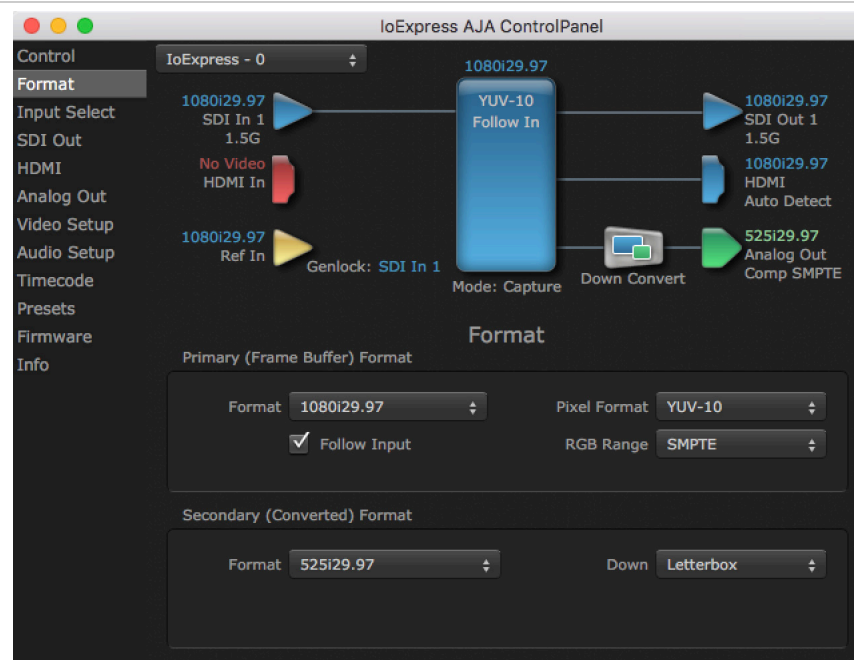 IoExpress AJA ControlPanel
Control
Format
Input Select
SDI Out
HDMI
Analog Out
Video Setup
Audio Setup
Timecode
Presets
Firmware
Info
IoExpress - 0
1080i29.97
1080i29.97
SDI In 1
1.5G
No Video
HDMI In
1080i29.97
Ref In
Genlock: SDI In 1
YUV-10
Follow In
Mode: Capture
1080i29.97
SDI Out 1
1.5G
1080i29.97
HDMI
Auto Detect
Down Convert
525i29.97
Analog Out
Comp SMPTE
Format
Primary (Frame Buffer) Format
Format 1080i29.97
Pixel Format YUV-10
Follow Input
RGB Range SMPTE
Secondary (Converted) Format
Format 525i29.97
Down Letterbox